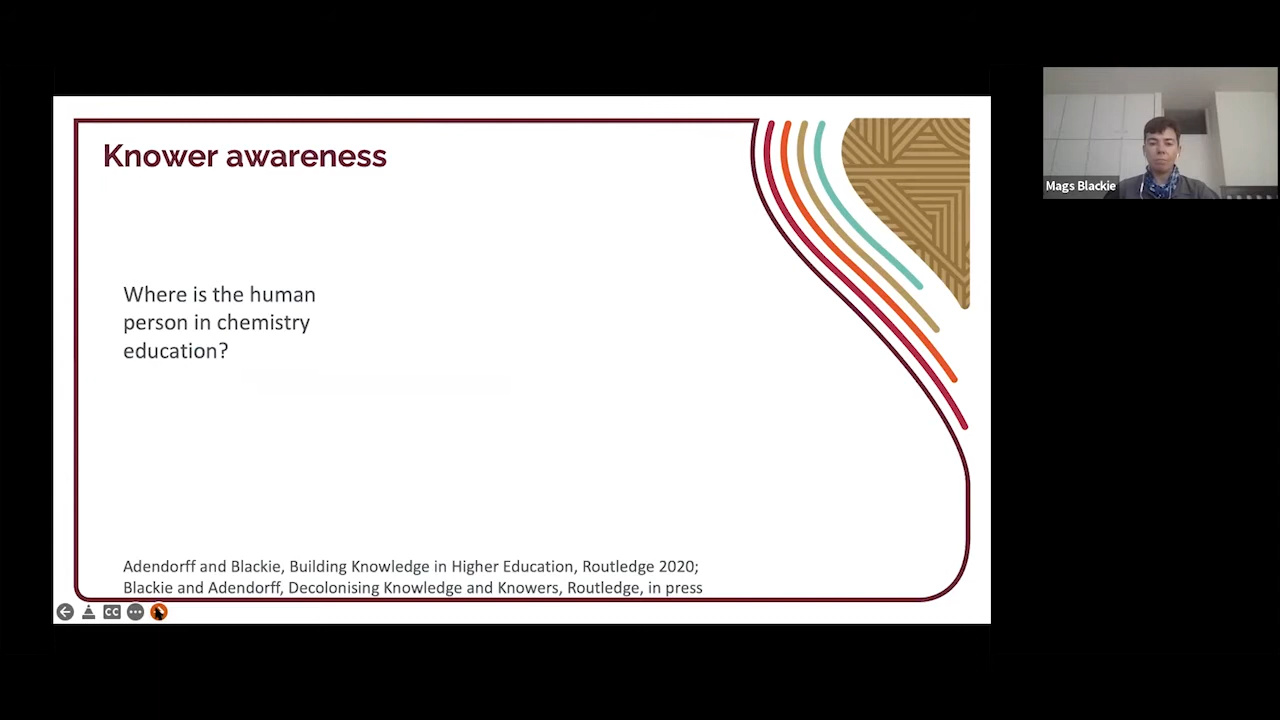 Knower awareness
Where is the human
person in chemistry
education?
Adendorff and Blackie, Building Knowledge in Higher Education, Routledge 2020;
Blackie and Adendorff, Decolonising Knowledge and Knowers, Routledge, in press
CC
Mags Blackie